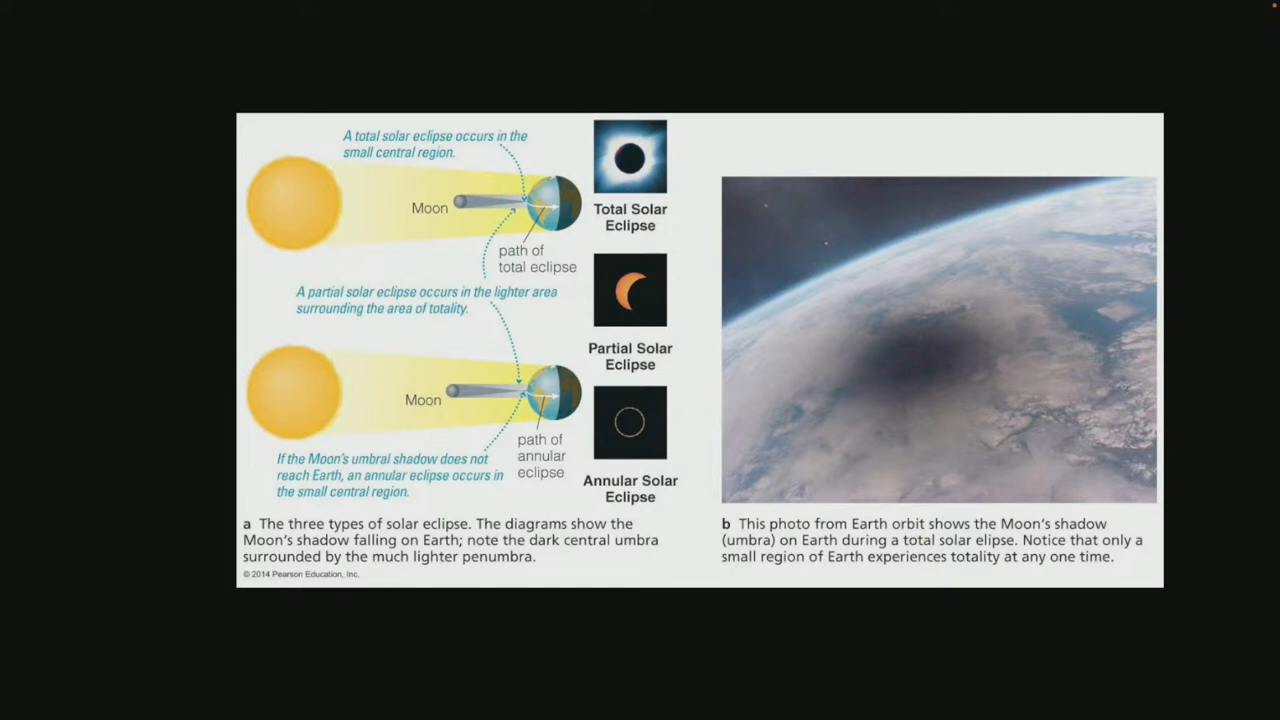 A total solar eclipse occurs in the
small central region.
Moon
path of
total eclipse
Total Solar
Eclipse
A partial solar eclipse occurs in the lighter area
surrounding the area of totality.
Partial Solar
Eclipse
Moon
path of
annular
eclipse
If the Moon's umbral shadow does not
reach Earth, an annular eclipse occurs in
the small central region.
Annular Solar
Eclipse
a The three types of solar eclipse. The diagrams show the
Moon's shadow falling on Earth; note the dark central umbra
surrounded by the much lighter penumbra.
© 2014 Pearson Education, Inc.
b This photo from Earth orbit shows the Moon's shadow
(umbra) on Earth during a total solar elipse. Notice that only a
small region of Earth experiences totality at any one time.